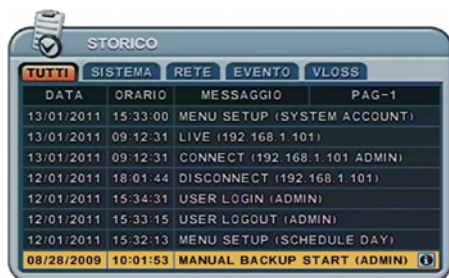 STORICO
TUTTI SISTEMA RETE EVENTO VLOSS
DATA ORARIO MESSAGGIO PAG-1
13/01/2011 15:33:00 MENU SETUP (SYSTEM ACCOUNT)
13/01/2011 09:12:31 LIVE (192.168.1.101)
13/01/2011 09:12:31 CONNECT (192.168.1.101 ADMIN)
12/01/2011 18:01:44 DISCONNECT (192.168.1.101)
12/01/2011 15:34:31 USER LOGIN (ADMIN)
12/01/2011 15:33:15 USER LOGOUT (ADMIN)
12/01/2011 15:32:13 MENU SETUP (SCHEDULE DAY)
08/28/2009 10:01:53 MANUAL BACKUP START (ADMIN)